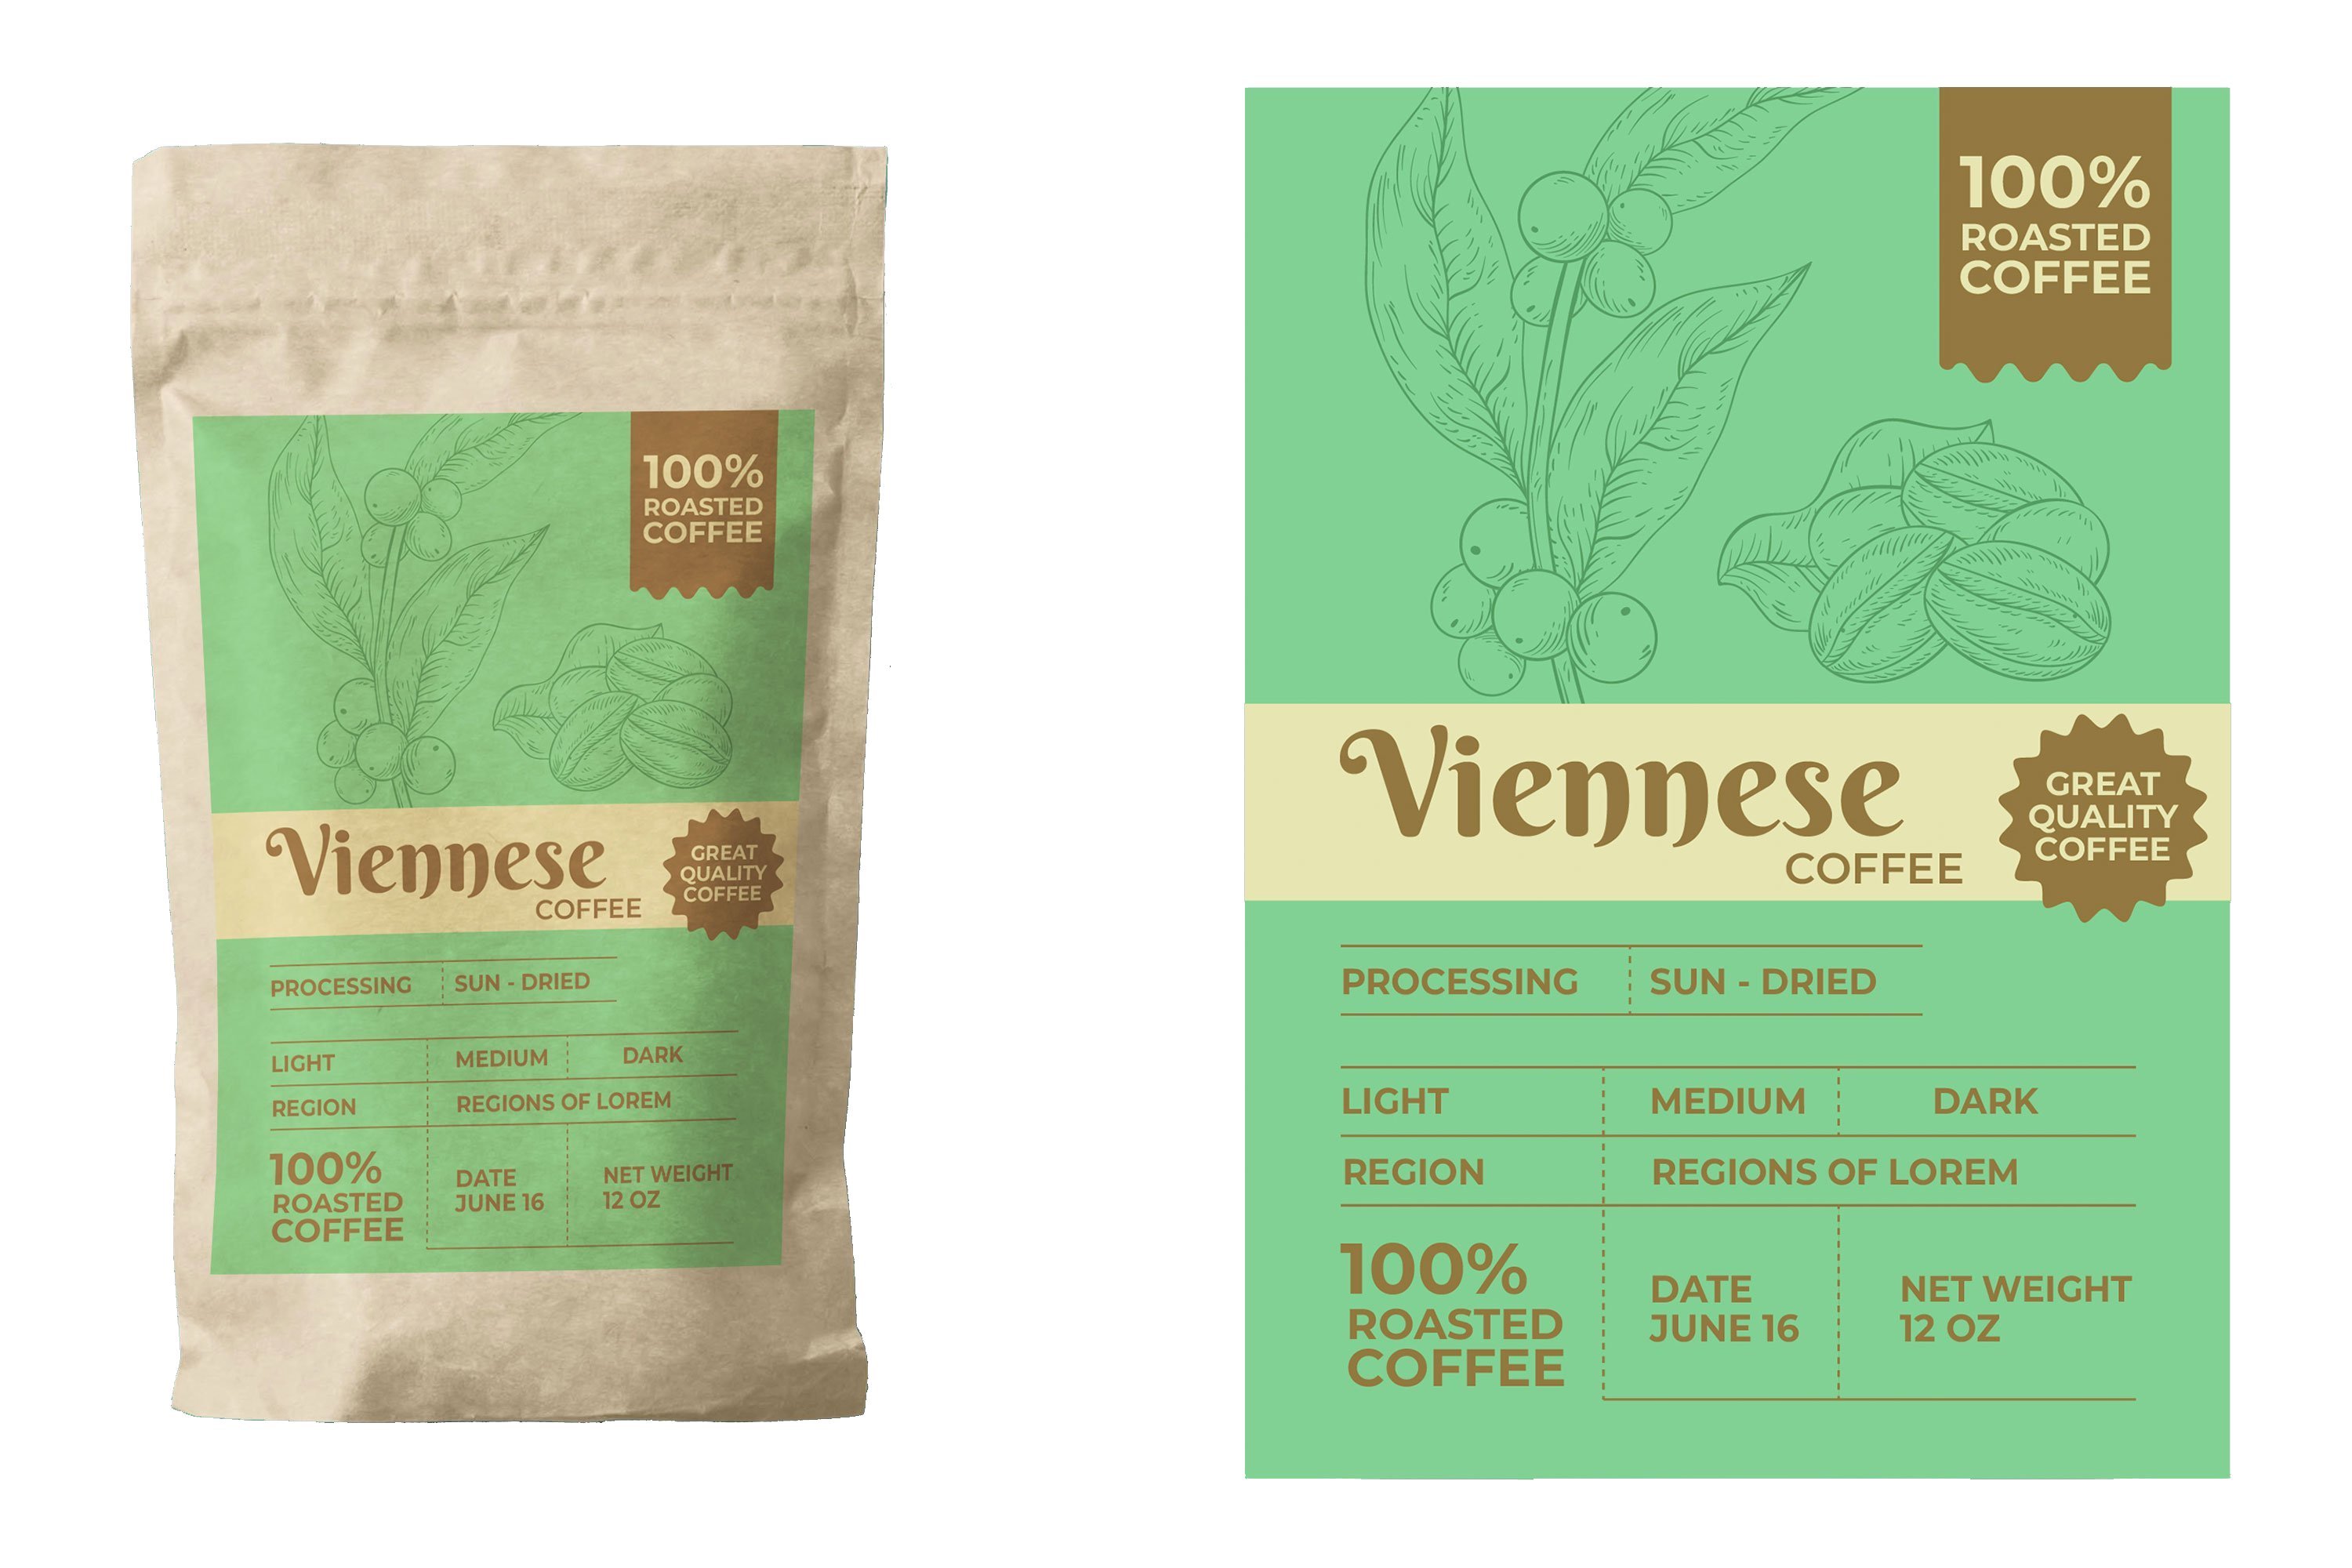 100%
ROASTED
COFFEE
Viennese
COFFEE
GREAT
QUALITY
COFFEE
PROCESSING SUN - DRIED
LIGHT MEDIUM DARK
REGION REGIONS OF LOREM
100%
ROASTED
COFFEE
DATE
JUNE 16
NET WEIGHT
12 OZ
100%
ROASTED
COFFEE
Viennese
COFFEE
GREAT
QUALITY
COFFEE
PROCESSING SUN - DRIED
LIGHT MEDIUM DARK
REGION REGIONS OF LOREM
100%
ROASTED
COFFEE
DATE
JUNE 16
NET WEIGHT
12 OZ